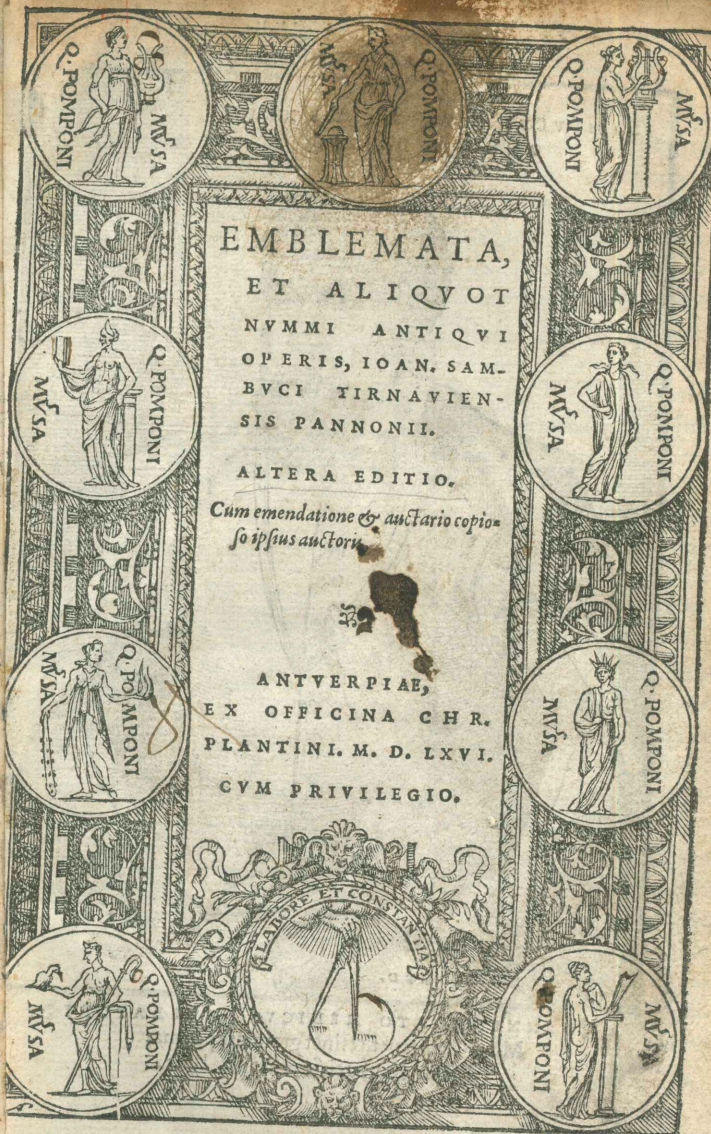 Q. POMPONI MVSA
Q. POMPONI MVSA
Q. POMPONI MVSA
EMBLEMATA,
ET ALIQVOT
NVMMI ANTIQVI
OPERIS, IOAN. SAM-
BVCI TIRNAVIEN-
SIS PANNONII.
ALTERA EDITIO.
Cum emendatione & auctario copio=
so ipsius auctoris
ANTVERPIAE,
EX OFFICINA CHR.
PLANTINI. M. D. LXVI.
CVM PRIVILEGIO.
Q. POMPONI MVSA
Q. POMPONI MVSA
Q. POMPONI MVSA
Q. POMPONI MVSA
Q. POMPONI MVSA
LABORE ET CONSTANTIA
Q. POMPONI MVSA